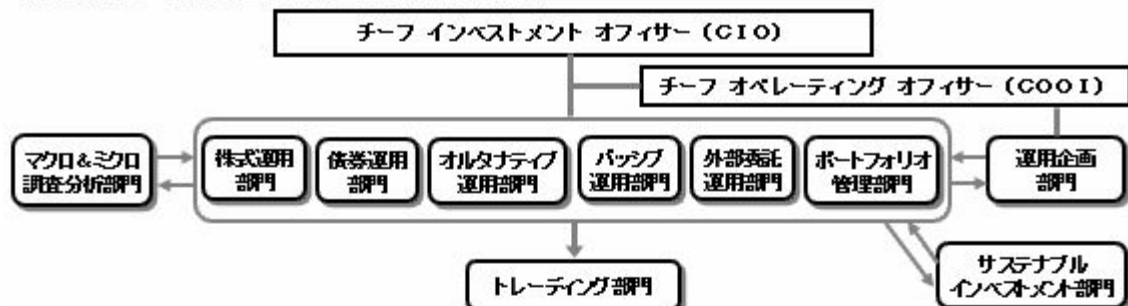 チーフ インベストメント オフィサー (CIO)
チーフ オペレーティング オフィサー (COOI)
マクロ&ミクロ
調査分析部門
株式運用
部門
債券運用
部門
オルタナティブ
運用部門
パッシブ
運用部門
外部委託
運用部門
ポートフォリオ
管理部門
運用企画
部門
トレーディング部門
サステナブル
インベストメント部門